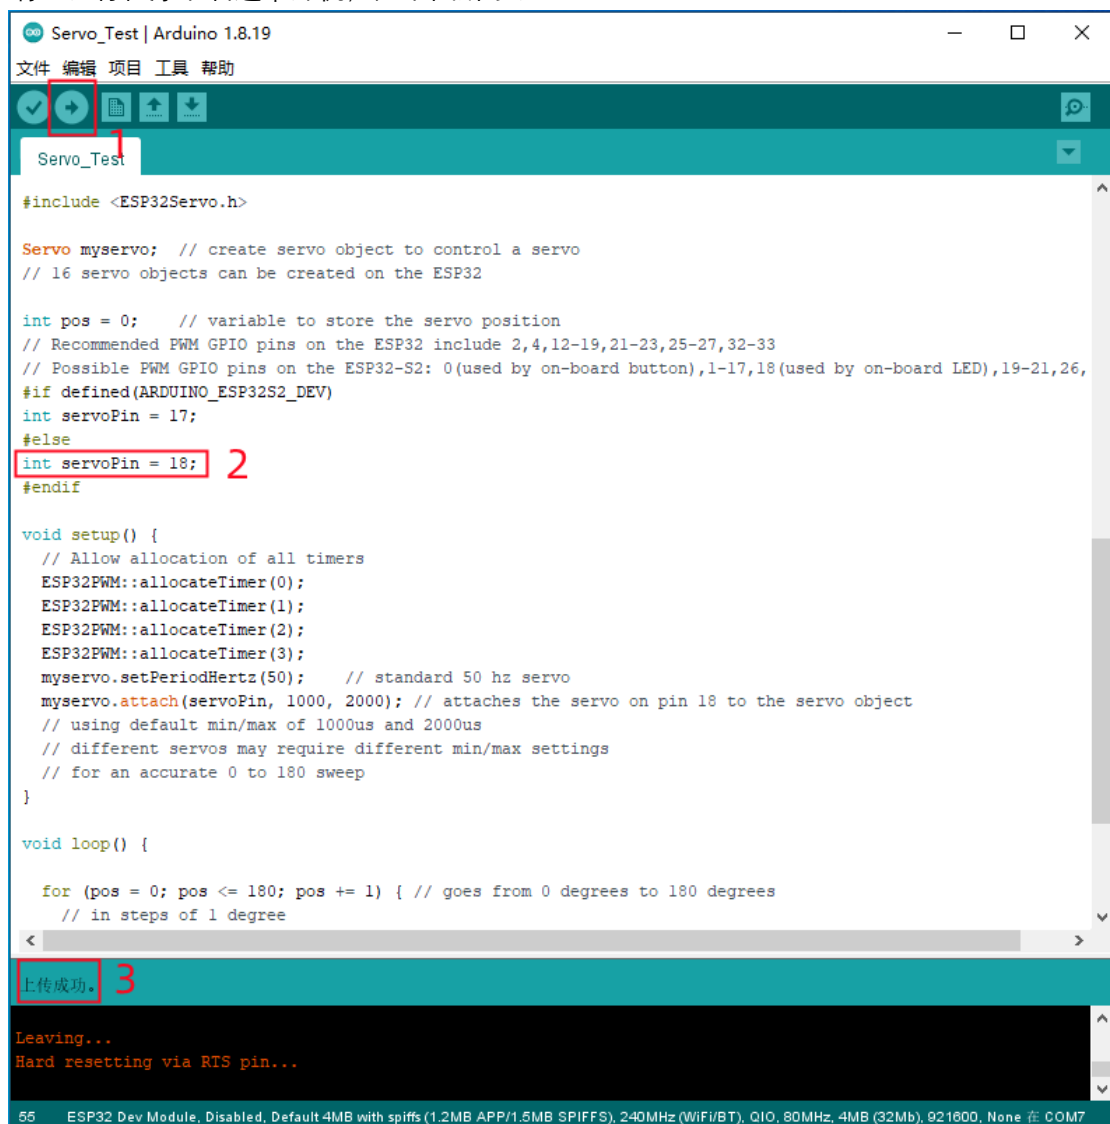 Servo_Test | Arduino 1.8.19
文件 编辑 项目 工具 帮助
1
Servo_Test
#include <ESP32Servo.h>
Servo myservo;  // create servo object to control a servo
// 16 servo objects can be created on the ESP32
int pos = 0;    // variable to store the servo position
// Recommended PWM GPIO pins on the ESP32 include 2,4,12-19,21-23,25-27,32-33
// Possible PWM GPIO pins on the ESP32-S2: 0(used by on-board button),1-17,18(used by on-board LED),19-21,26,
#if defined(ARDUINO_ESP32S2_DEV)
int servoPin = 17;
#else
int servoPin = 18; 2
#endif
void setup() {
  // Allow allocation of all timers
  ESP32PWM::allocateTimer(0);
  ESP32PWM::allocateTimer(1);
  ESP32PWM::allocateTimer(2);
  ESP32PWM::allocateTimer(3);
  myservo.setPeriodHertz(50);    // standard 50 hz servo
  myservo.attach(servoPin, 1000, 2000); // attaches the servo on pin 18 to the servo object
  // using default min/max of 1000us and 2000us
  // different servos may require different min/max settings
  // for an accurate 0 to 180 sweep
}
void loop() {
  for (pos = 0; pos <= 180; pos += 1) { // goes from 0 degrees to 180 degrees
    // in steps of 1 degree
上传成功。 3
Leaving...
Hard resetting via RTS pin...
55 ESP32 Dev Module, Disabled, Default 4MB with spiffs (1.2MB APP/1.5MB SPIFFS), 240MHz (WiFi/BT), QIO, 80MHz, 4MB (32Mb), 921600, None 在 COM7